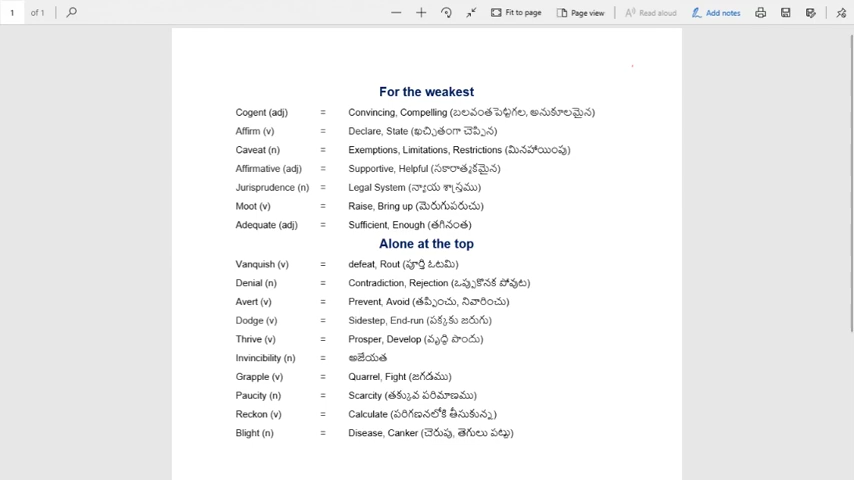 1 of 1 Fit to page Page view Read aloud Add notes
For the weakest
Cogent (adj) = Convincing, Compelling (బలవంతపెట్టగల, అనుకూలమైన)
Affirm (v) = Declare, State (ఖచ్చితంగా చెప్పిన)
Caveat (n) = Exemptions, Limitations, Restrictions (మినహాయింపు)
Affirmative (adj) = Supportive, Helpful (సకారాత్మకమైన)
Jurisprudence (n) = Legal System (న్యాయ శాస్త్రము)
Moot (v) = Raise, Bring up (మెరుగుపరుచు)
Adequate (adj) = Sufficient, Enough (తగినంత)
Alone at the top
Vanquish (v) = defeat, Rout (పూర్తి ఓటమి)
Denial (n) = Contradiction, Rejection (ఒప్పుకొనక పోవుట)
Avert (v) = Prevent, Avoid (తప్పించు, నివారించు)
Dodge (v) = Sidestep, End-run (పక్కకు జరుగు)
Thrive (v) = Prosper, Develop (వృద్ధి పొందు)
Invincibility (n) = అజేయత
Grapple (v) = Quarrel, Fight (జగడము)
Paucity (n) = Scarcity (తక్కువ పరిమాణము)
Reckon (v) = Calculate (పరిగణనలోకి తీసుకున్న)
Blight (n) = Disease, Canker (చెరుపు, తెగులు పట్టు)